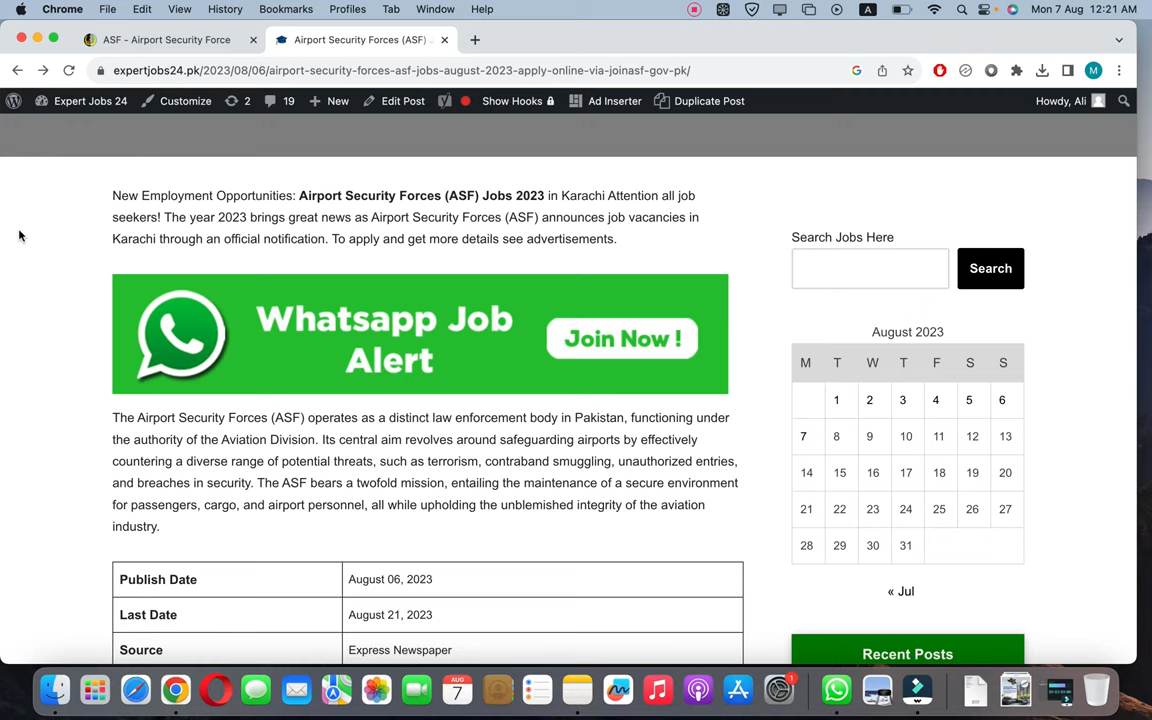 Chrome File Edit View History Bookmarks Profiles Tab Window Help A Mon 7 Aug 12:21 AM
ASF - Airport Security Force
Airport Security Forces (ASF)
expertjobs24.pk/2023/08/06/airport-security-forces-asf-jobs-august-2023-apply-online-via-joinasf-gov-pk/
M
Expert Jobs 24 Customize 2 19 New Edit Post Show Hooks Ad Inserter Duplicate Post Howdy, Ali
New Employment Opportunities: Airport Security Forces (ASF) Jobs 2023 in Karachi Attention all job
seekers! The year 2023 brings great news as Airport Security Forces (ASF) announces job vacancies in
Karachi through an official notification. To apply and get more details see advertisements.
Whatsapp Job
Alert
Join Now !
The Airport Security Forces (ASF) operates as a distinct law enforcement body in Pakistan, functioning under
the authority of the Aviation Division. Its central aim revolves around safeguarding airports by effectively
countering a diverse range of potential threats, such as terrorism, contraband smuggling, unauthorized entries,
and breaches in security. The ASF bears a twofold mission, entailing the maintenance of a secure environment
for passengers, cargo, and airport personnel, all while upholding the unblemished integrity of the aviation
industry.
Publish Date August 06, 2023
Last Date August 21, 2023
Source Express Newspaper
Search Jobs Here
Search
August 2023
M T W T F S S
1 2 3 4 5 6
7 8 9 10 11 12 13
14 15 16 17 18 19 20
21 22 23 24 25 26 27
28 29 30 31
« Jul
Recent Posts
AUG
7
1